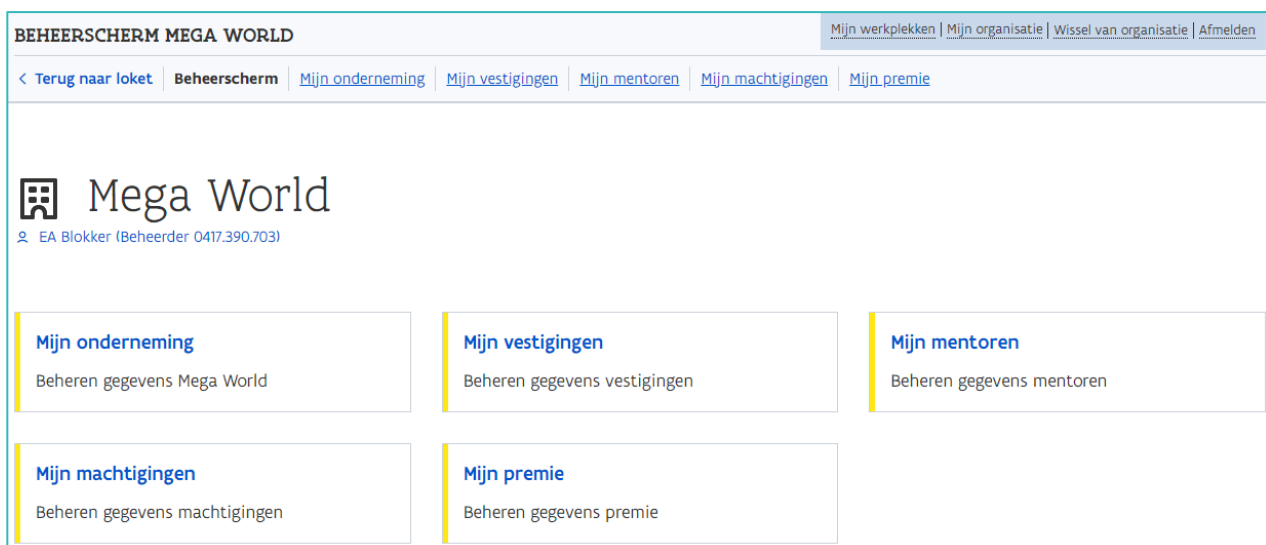 BEHEERSCHERM MEGA WORLD
Mijn werkplekken | Mijn organisatie | Wissel van organisatie | Afmelden
< Terug naar loket | Beheerscherm | Mijn onderneming | Mijn vestigingen | Mijn mentoren | Mijn machtigingen | Mijn premie
Mega World
EA Blokker (Beheerder 0417.390.703)
Mijn onderneming
Beheren gegevens Mega World
Mijn vestigingen
Beheren gegevens vestigingen
Mijn mentoren
Beheren gegevens mentoren
Mijn machtigingen
Beheren gegevens machtigingen
Mijn premie
Beheren gegevens premie